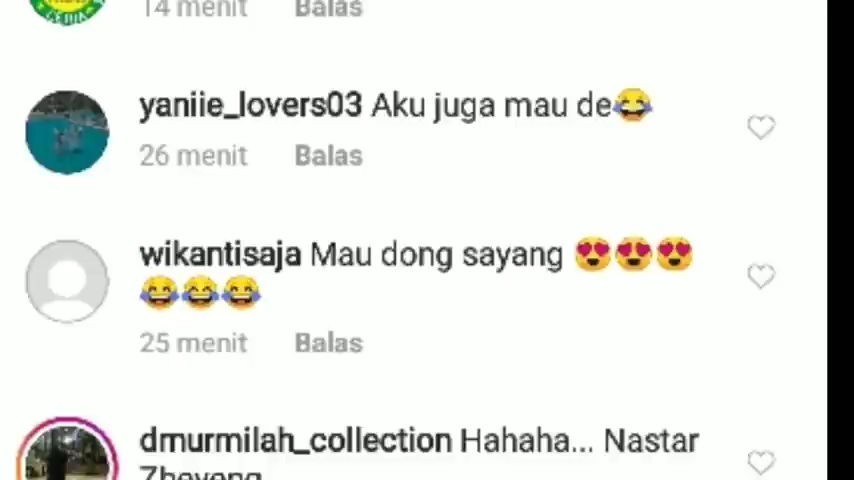 14 menit Balas
yaniie_lovers03 Aku juga mau de😂
26 menit Balas
wikantisaja Mau dong sayang 😍😍😍
😂😂😂
25 menit Balas
dmurmilah_collection Hahaha... Nastar
Zheyeng